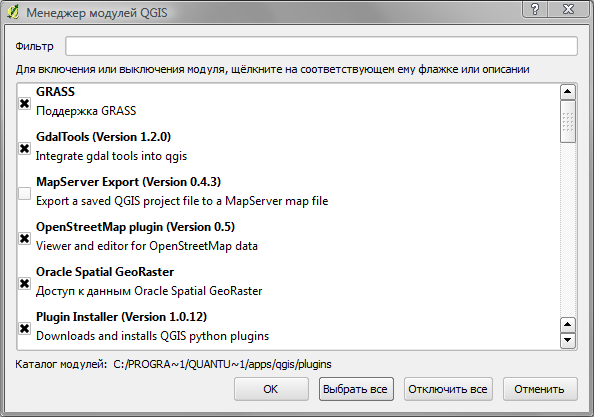 Менеджер модулей QGIS
Фильтр
Для включения или выключения модуля, щёлкните на соответствующем ему флажке или описании
GRASS
Поддержка GRASS
GdalTools (Version 1.2.0)
Integrate gdal tools into qgis
MapServer Export (Version 0.4.3)
Export a saved QGIS project file to a MapServer map file
OpenStreetMap plugin (Version 0.5)
Viewer and editor for OpenStreetMap data
Oracle Spatial GeoRaster
Доступ к данным Oracle Spatial GeoRaster
Plugin Installer (Version 1.0.12)
Downloads and installs QGIS python plugins
Каталог модулей: C:/PROGRA~1/QUANTU~1/apps/qgis/plugins
OK Выбрать все Отключить все Отменить